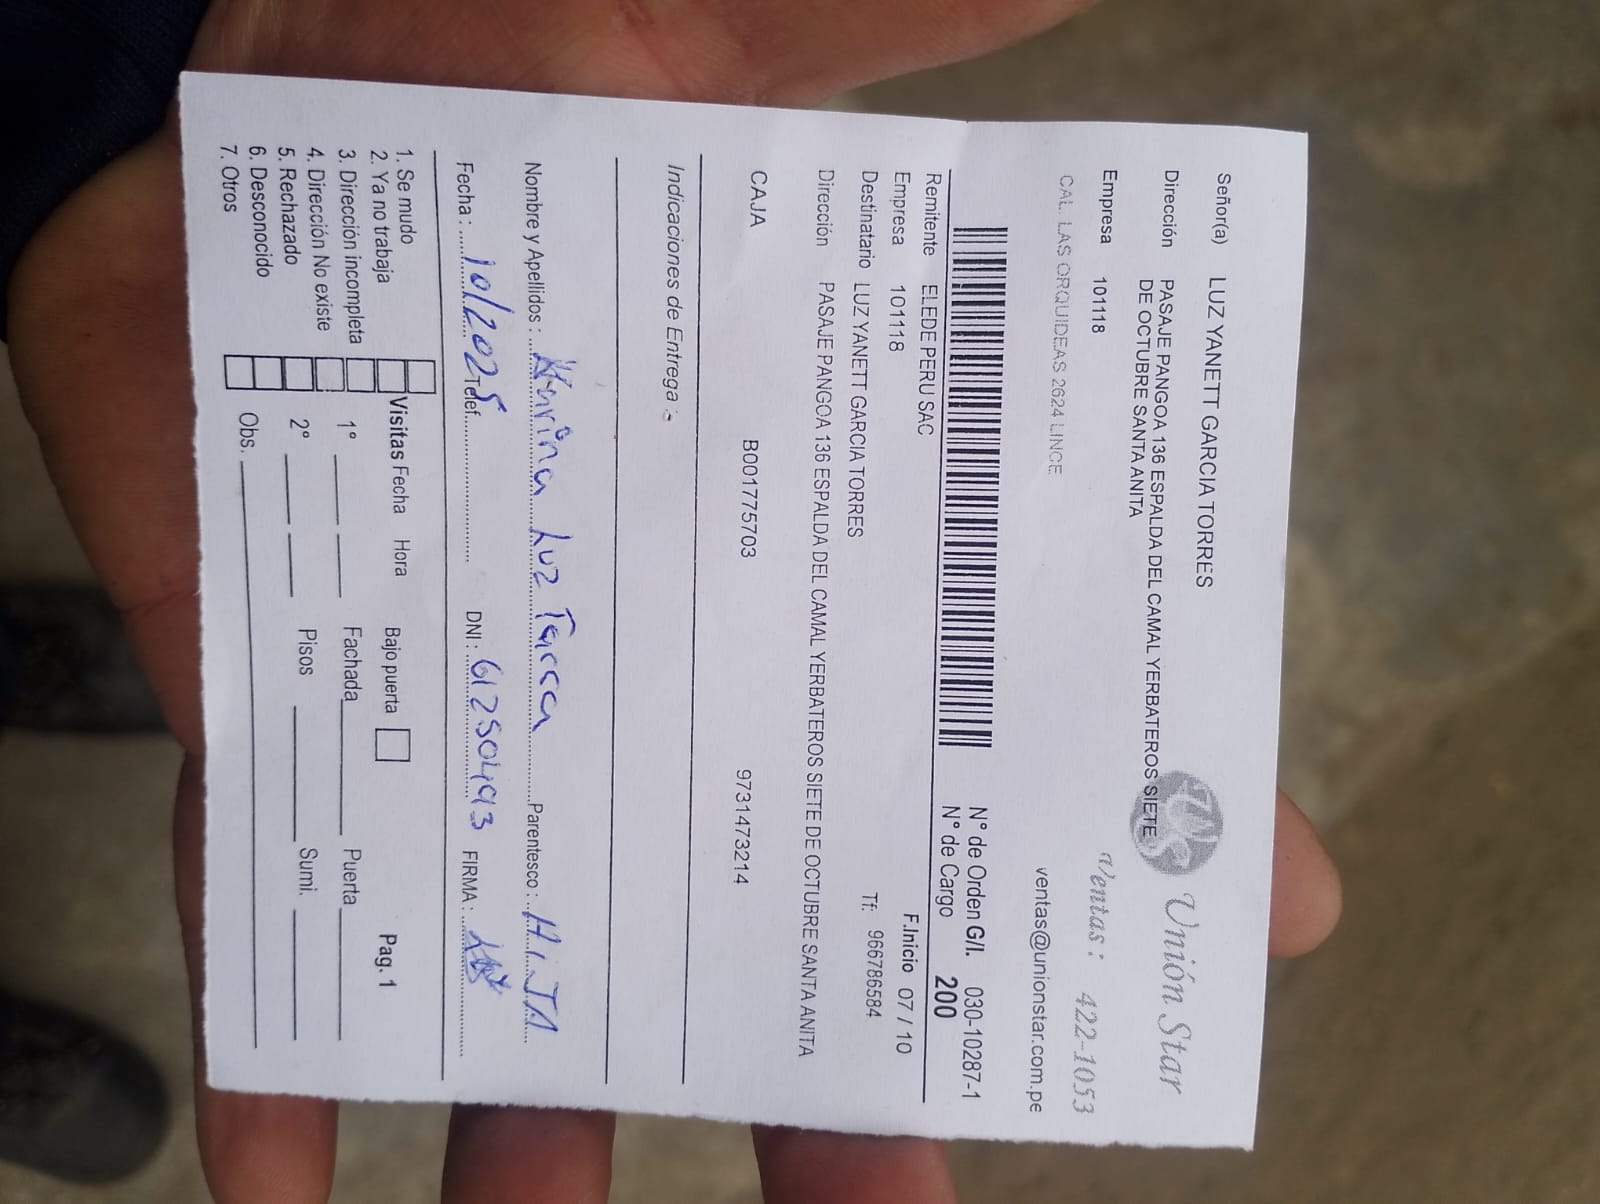 Señor(a) LUZ YANETT GARCIA TORRES
Dirección PASAJE PANGOA 136 ESPALDA DEL CAMAL YERBATEROS SIETE
DE OCTUBRE SANTA ANITA
Empresa 101118
CAL. LAS ORQUIDEAS 2624 LINCE
Unión Star
Ventas: 422-1053
ventas@unionstar.com.pe
N° de Orden G/I. 030-10287-1
N° de Cargo 200
Remitente ELEDE PERU SAC
F.Inicio 07 / 10
Empresa 101118
Destinatario LUZ YANETT GARCIA TORRES Tf: 966786584
Dirección PASAJE PANGOA 136 ESPALDA DEL CAMAL YERBATEROS SIETE DE OCTUBRE SANTA ANITA
CAJA B001775703 9731473214
Indicaciones de Entrega :
Nombre y Apellidos : Karina Luz Parentesco : HiJA
Fecha : 10/2025 Telef. DNI : 61250493 FIRMA :
1. Se mudo
2. Ya no trabaja Visitas Fecha Hora Bajo puerta Pag. 1
3. Dirección incompleta 1° Fachada Puerta
4. Dirección No existe
5. Rechazado 2° Pisos Sumi.
6. Desconocido
7. Otros Obs.